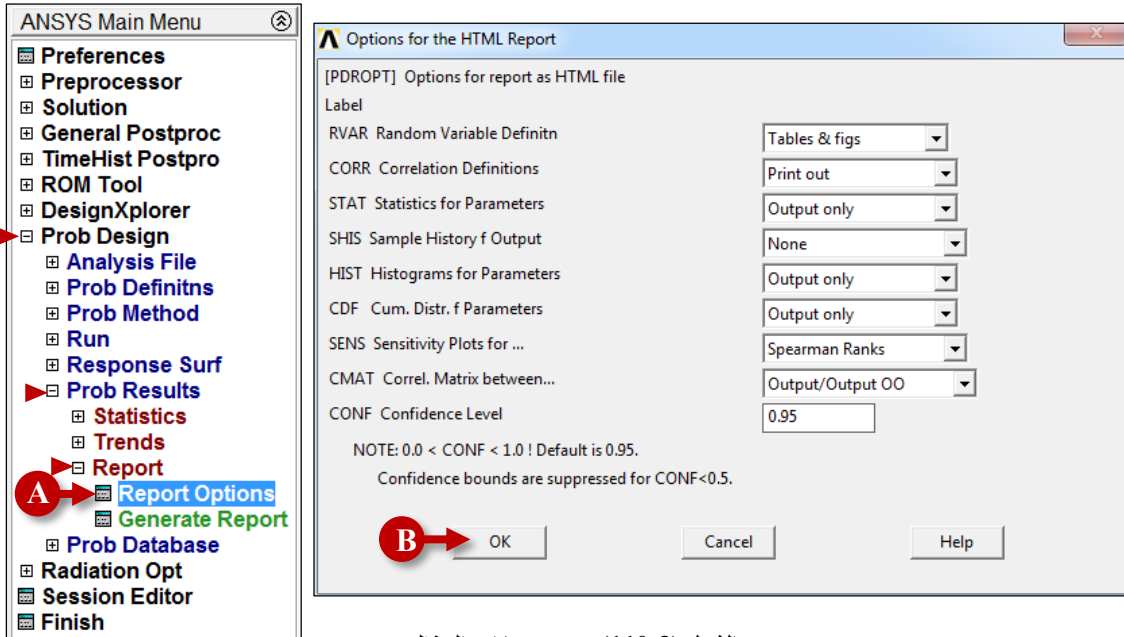 ANSYS Main Menu
Preferences
Preprocessor
Solution
General Postproc
TimeHist Postpro
ROM Tool
DesignXplorer
Prob Design
Analysis File
Prob Definitns
Prob Method
Run
Response Surf
Prob Results
Statistics
Trends
Report
A Report Options
Generate Report
Prob Database
Radiation Opt
Session Editor
Finish
Options for the HTML Report
[PDROPT] Options for report as HTML file
Label
RVAR Random Variable Definitn Tables & figs
CORR Correlation Definitions Print out
STAT Statistics for Parameters Output only
SHIS Sample History f Output None
HIST Histograms for Parameters Output only
CDF Cum. Distr. f Parameters Output only
SENS Sensitivity Plots for ... Spearman Ranks
CMAT Correl. Matrix between... Output/Output OO
CONF Confidence Level 0.95
NOTE: 0.0 < CONF < 1.0 ! Default is 0.95.
Confidence bounds are suppressed for CONF<0.5.
B OK Cancel Help